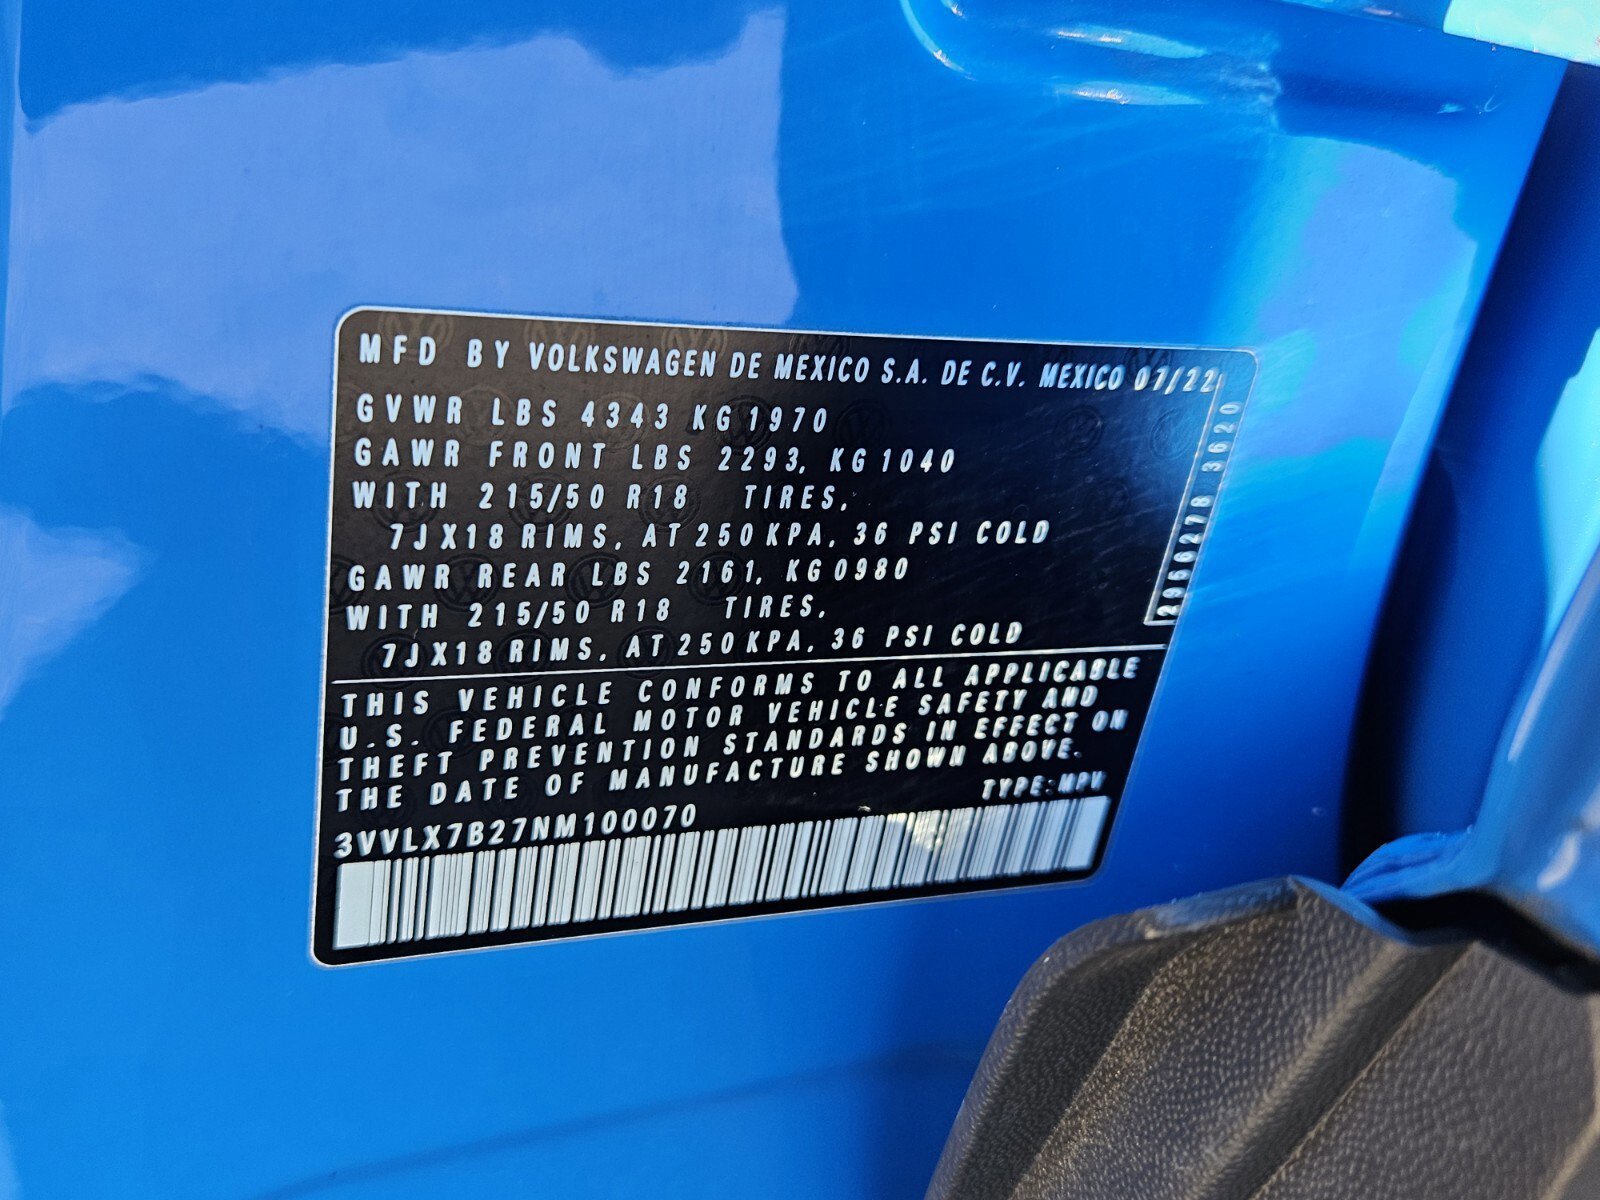 MFD BY VOLKSWAGEN DE MEXICO S.A. DE C.V. MEXICO 07/22
GVWR LBS 4343 KG 1970
GAWR FRONT LBS 2293, KG 1040
WITH 215/50 R18 TIRES,
7JX18 RIMS, AT 250 KPA, 36 PSI COLD
GAWR REAR LBS 2161, KG 0980
WITH 215/50 R18 TIRES,
7JX18 RIMS, AT 250 KPA, 36 PSI COLD
2956278 3620
THIS VEHICLE CONFORMS TO ALL APPLICABLE
U.S. FEDERAL MOTOR VEHICLE SAFETY AND
THEFT PREVENTION STANDARDS IN EFFECT ON
THE DATE OF MANUFACTURE SHOWN ABOVE.
TYPE: MPV
3VVLX7B27NM100070